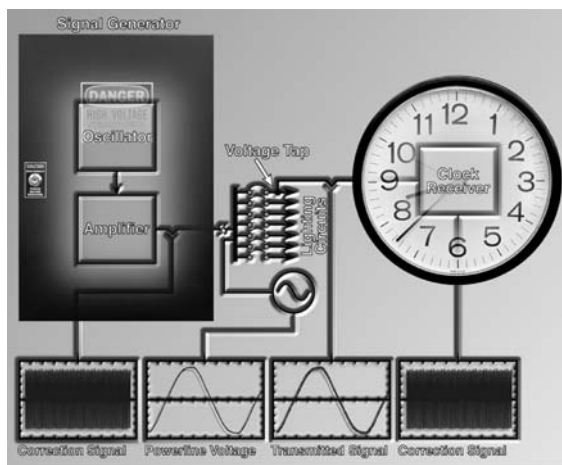 Signal Generator
DANGER
HIGH VOLTAGE
Oscillator
Amplifier
Voltage Tap
Lighting
Circuits
12
1
2
3
4
5
6
7
8
9
10
11
Clock
Receiver
Correction Signal
Powerline Voltage
Transmitted Signal
Correction Signal